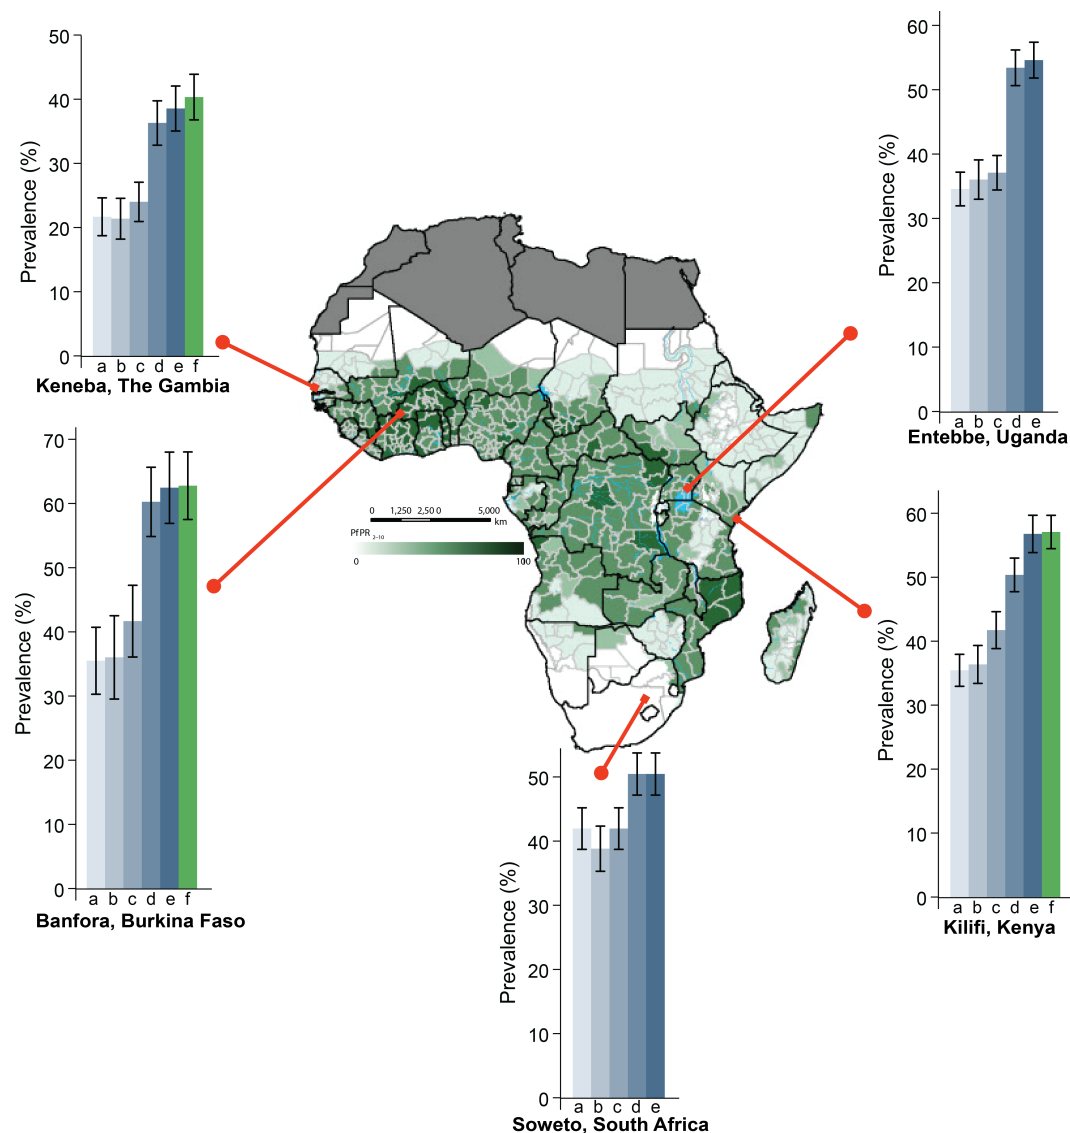 50
40
30
20
10
0
Prevalence (%)
a b c d e f
Keneba, The Gambia
60
50
40
30
20
10
0
Prevalence (%)
a b c d e
Entebbe, Uganda
70
60
50
40
30
20
10
0
Prevalence (%)
a b c d e f
Banfora, Burkina Faso
0 1,250 2,500 5,000
km
PfPR 2–10
0 100
60
50
40
30
20
10
0
Prevalence (%)
a b c d e f
Kilifi, Kenya
50
40
30
20
10
0
Prevalence (%)
a b c d e
Soweto, South Africa